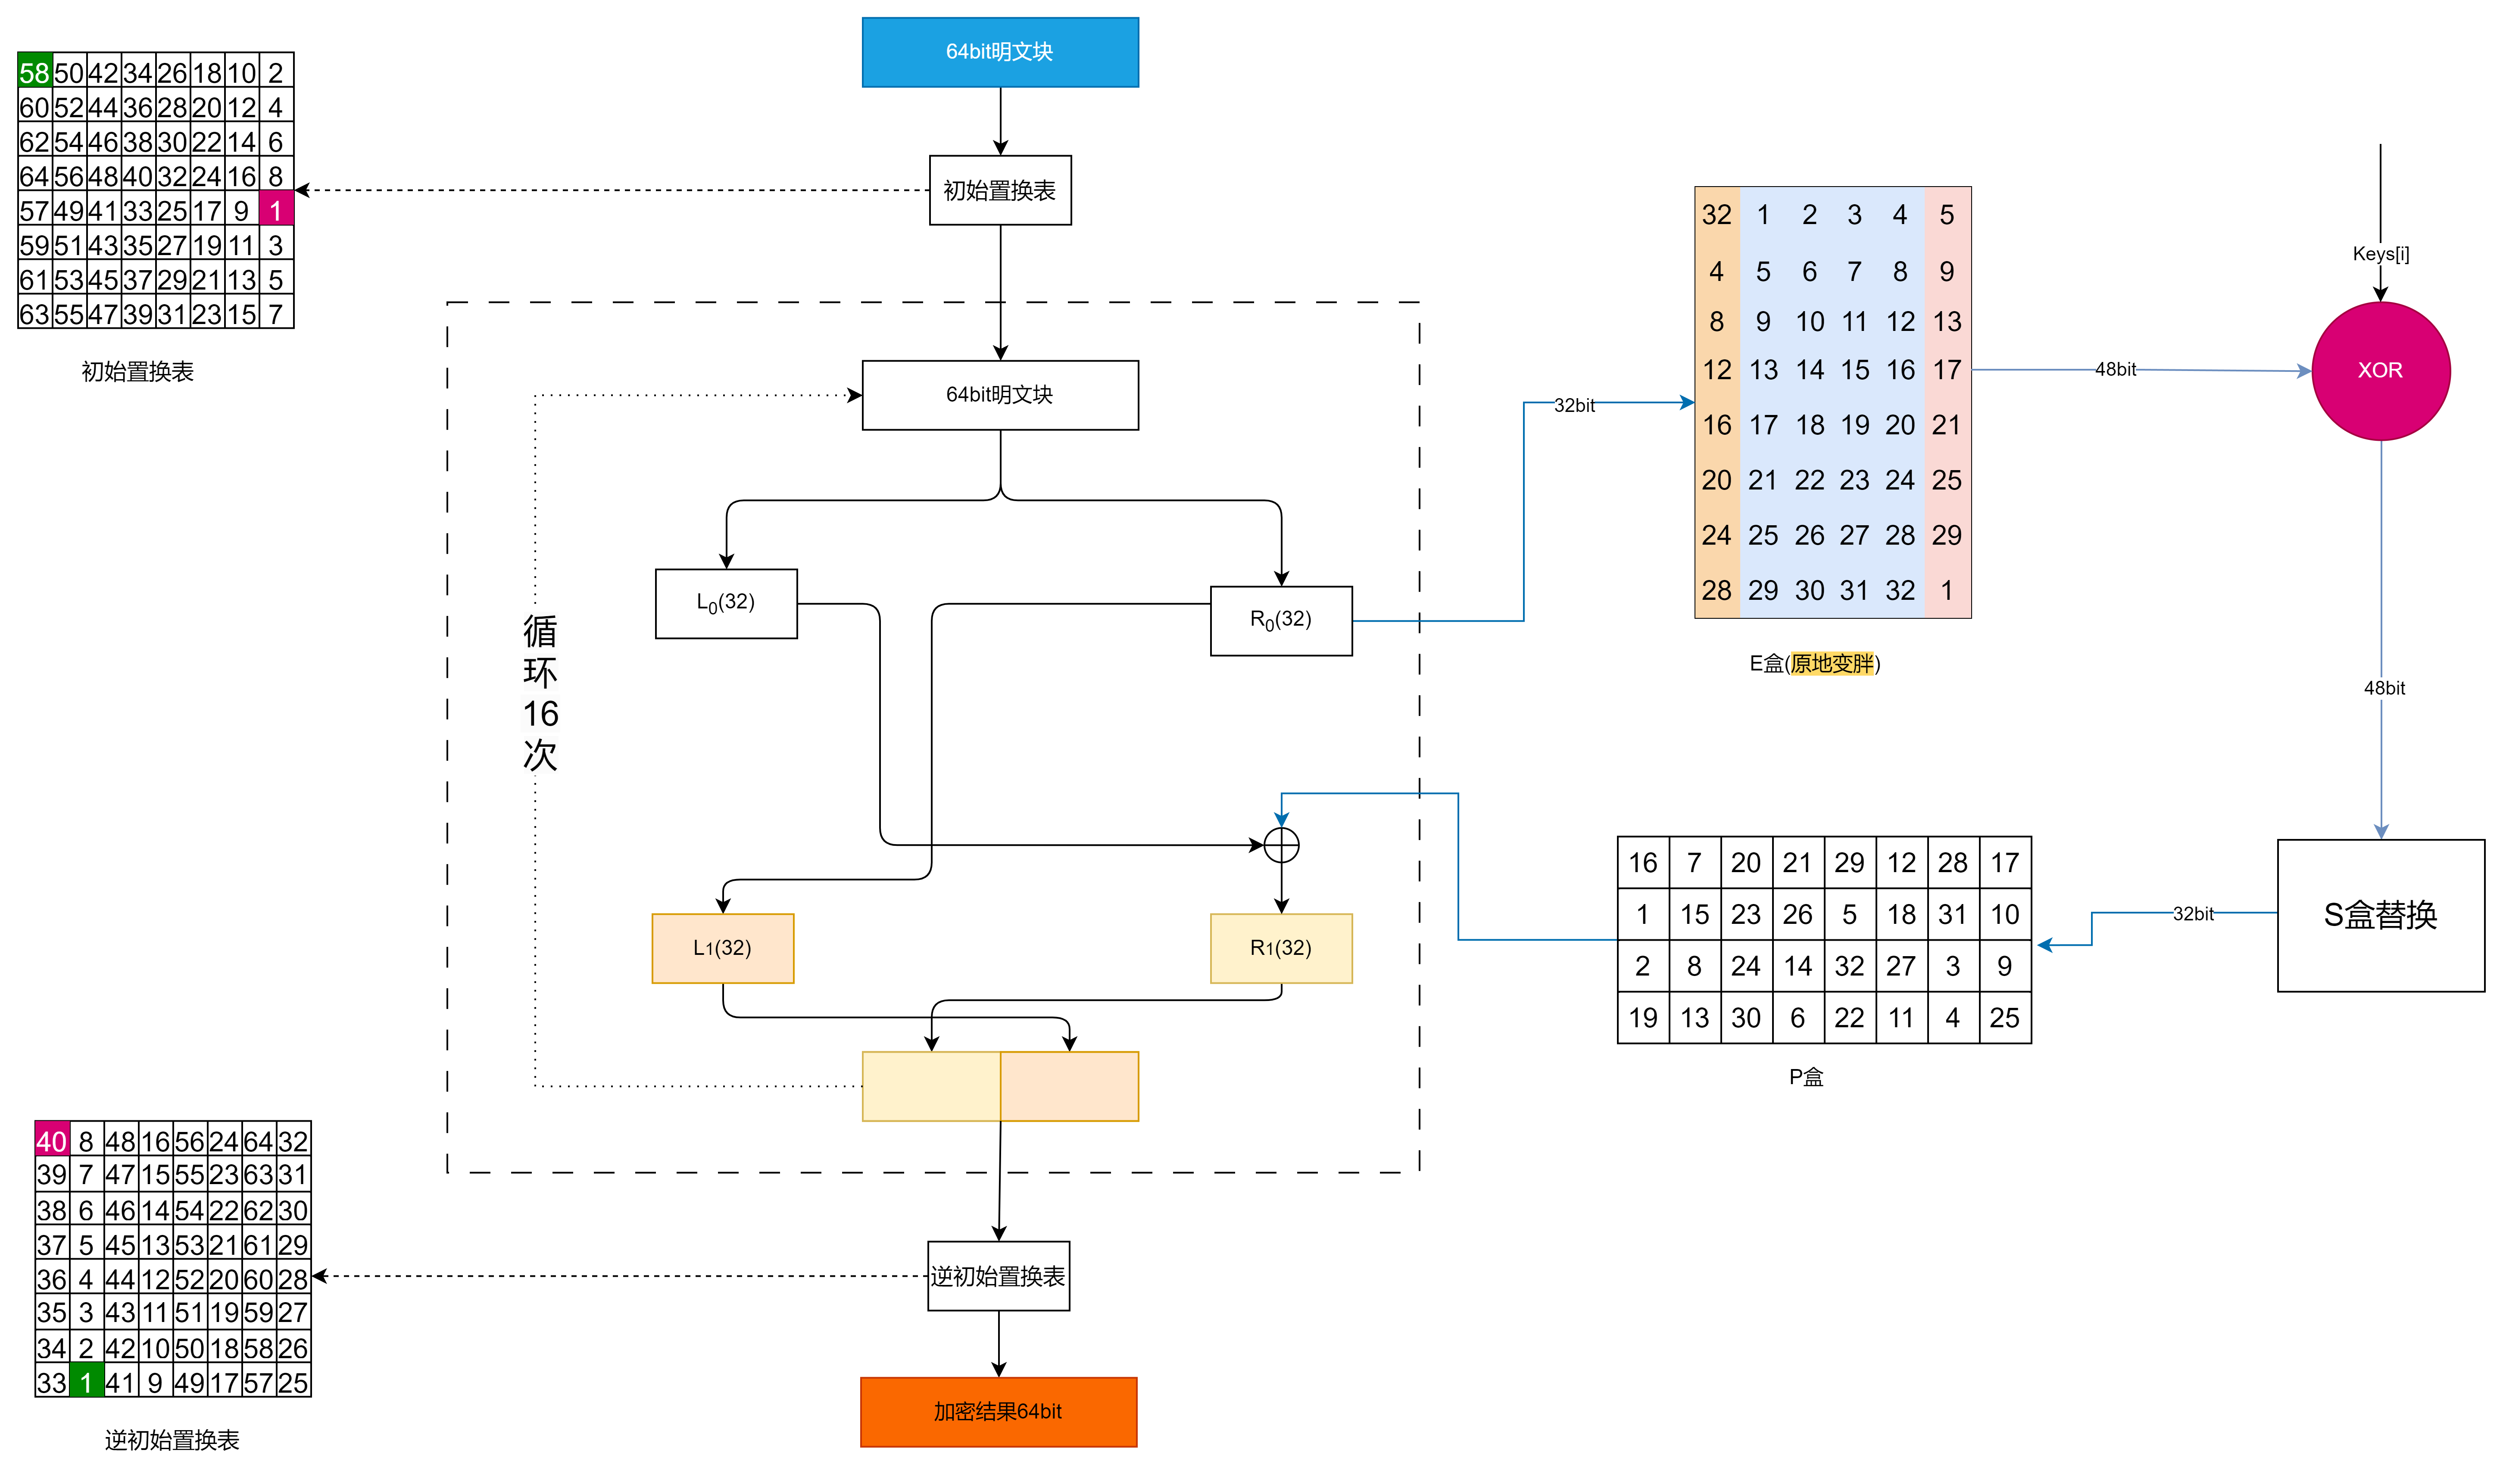 64bit明文块
58 50 42 34 26 18 10 2
60 52 44 36 28 20 12 4
62 54 46 38 30 22 14 6
64 56 48 40 32 24 16 8
57 49 41 33 25 17 9 1
59 51 43 35 27 19 11 3
61 53 45 37 29 21 13 5
63 55 47 39 31 23 15 7
初始置换表
初始置换表
64bit明文块
L0(32)
R0(32)
循
环
16
次
32bit
32 1 2 3 4 5
4 5 6 7 8 9
8 9 10 11 12 13
12 13 14 15 16 17
16 17 18 19 20 21
20 21 22 23 24 25
24 25 26 27 28 29
28 29 30 31 32 1
E盒(原地变胖)
48bit
Keys[i]
XOR
48bit
S盒替换
32bit
16 7 20 21 29 12 28 17
1 15 23 26 5 18 31 10
2 8 24 14 32 27 3 9
19 13 30 6 22 11 4 25
P盒
L1(32)
R1(32)
40 8 48 16 56 24 64 32
39 7 47 15 55 23 63 31
38 6 46 14 54 22 62 30
37 5 45 13 53 21 61 29
36 4 44 12 52 20 60 28
35 3 43 11 51 19 59 27
34 2 42 10 50 18 58 26
33 1 41 9 49 17 57 25
逆初始置换表
逆初始置换表
加密结果64bit